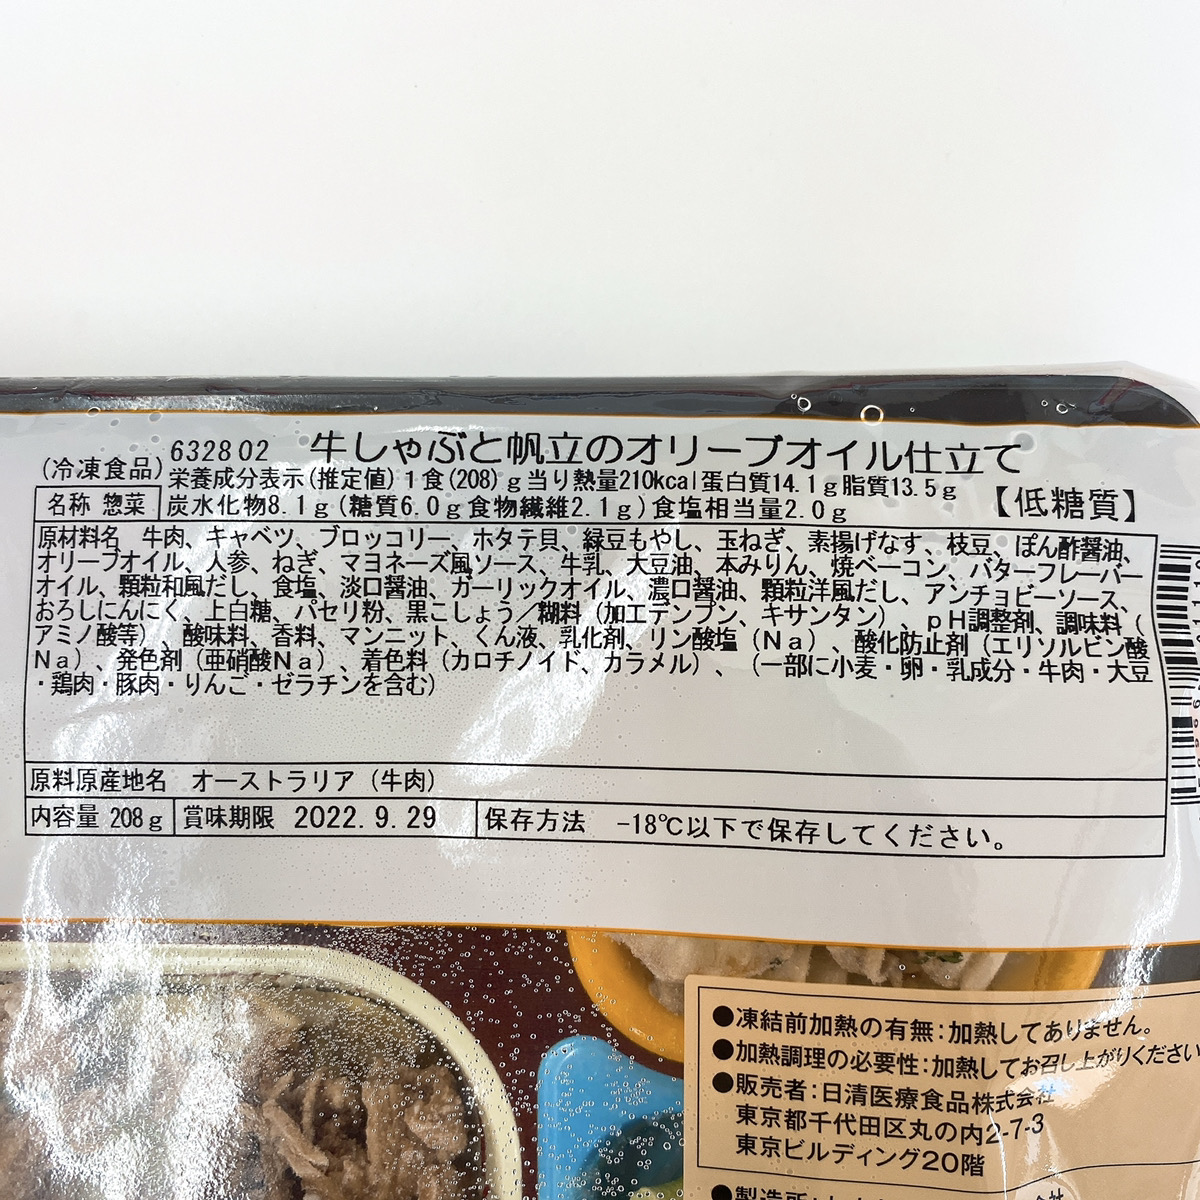 (冷凍食品) 632802 牛しゃぶと帆立のオリーブオイル仕立て
栄養成分表示(推定値)1食(208)g当り熱量210kcal蛋白質14.1g脂質13.5g
名称 惣菜 炭水化物8.1g(糖質6.0g食物繊維2.1g)食塩相当量2.0g 【低糖質】
原材料名 牛肉、キャベツ、ブロッコリー、ホタテ貝、緑豆もやし、玉ねぎ、素揚げなす、枝豆、ぽん酢醤油、
オリーブオイル、人参、ねぎ、マヨネーズ風ソース、牛乳、大豆油、本みりん、焼ベーコン、バターフレーバー
オイル、顆粒和風だし、食塩、淡口醤油、ガーリックオイル、濃口醤油、顆粒洋風だし、アンチョビーソース、
おろしにんにく、上白糖、パセリ粉、黒こしょう／糊料(加工デンプン、キサンタン)、pH調整剤、調味料(
アミノ酸等)、酸味料、香料、マンニット、くん液、乳化剤、リン酸塩(Na)、酸化防止剤(エリソルビン酸
Na)、発色剤(亜硝酸Na)、着色料(カロチノイド、カラメル)、(一部に小麦・卵・乳成分・牛肉・大豆
・鶏肉・豚肉・りんご・ゼラチンを含む)
原料原産地名 オーストラリア(牛肉)
内容量 208g 賞味期限 2022.9.29 保存方法 -18℃以下で保存してください。
●凍結前加熱の有無:加熱してありません。
●加熱調理の必要性:加熱してお召し上がりください
●販売者:日清医療食品株式会社
東京都千代田区丸の内2-7-3
東京ビルディング20階
●製造所: